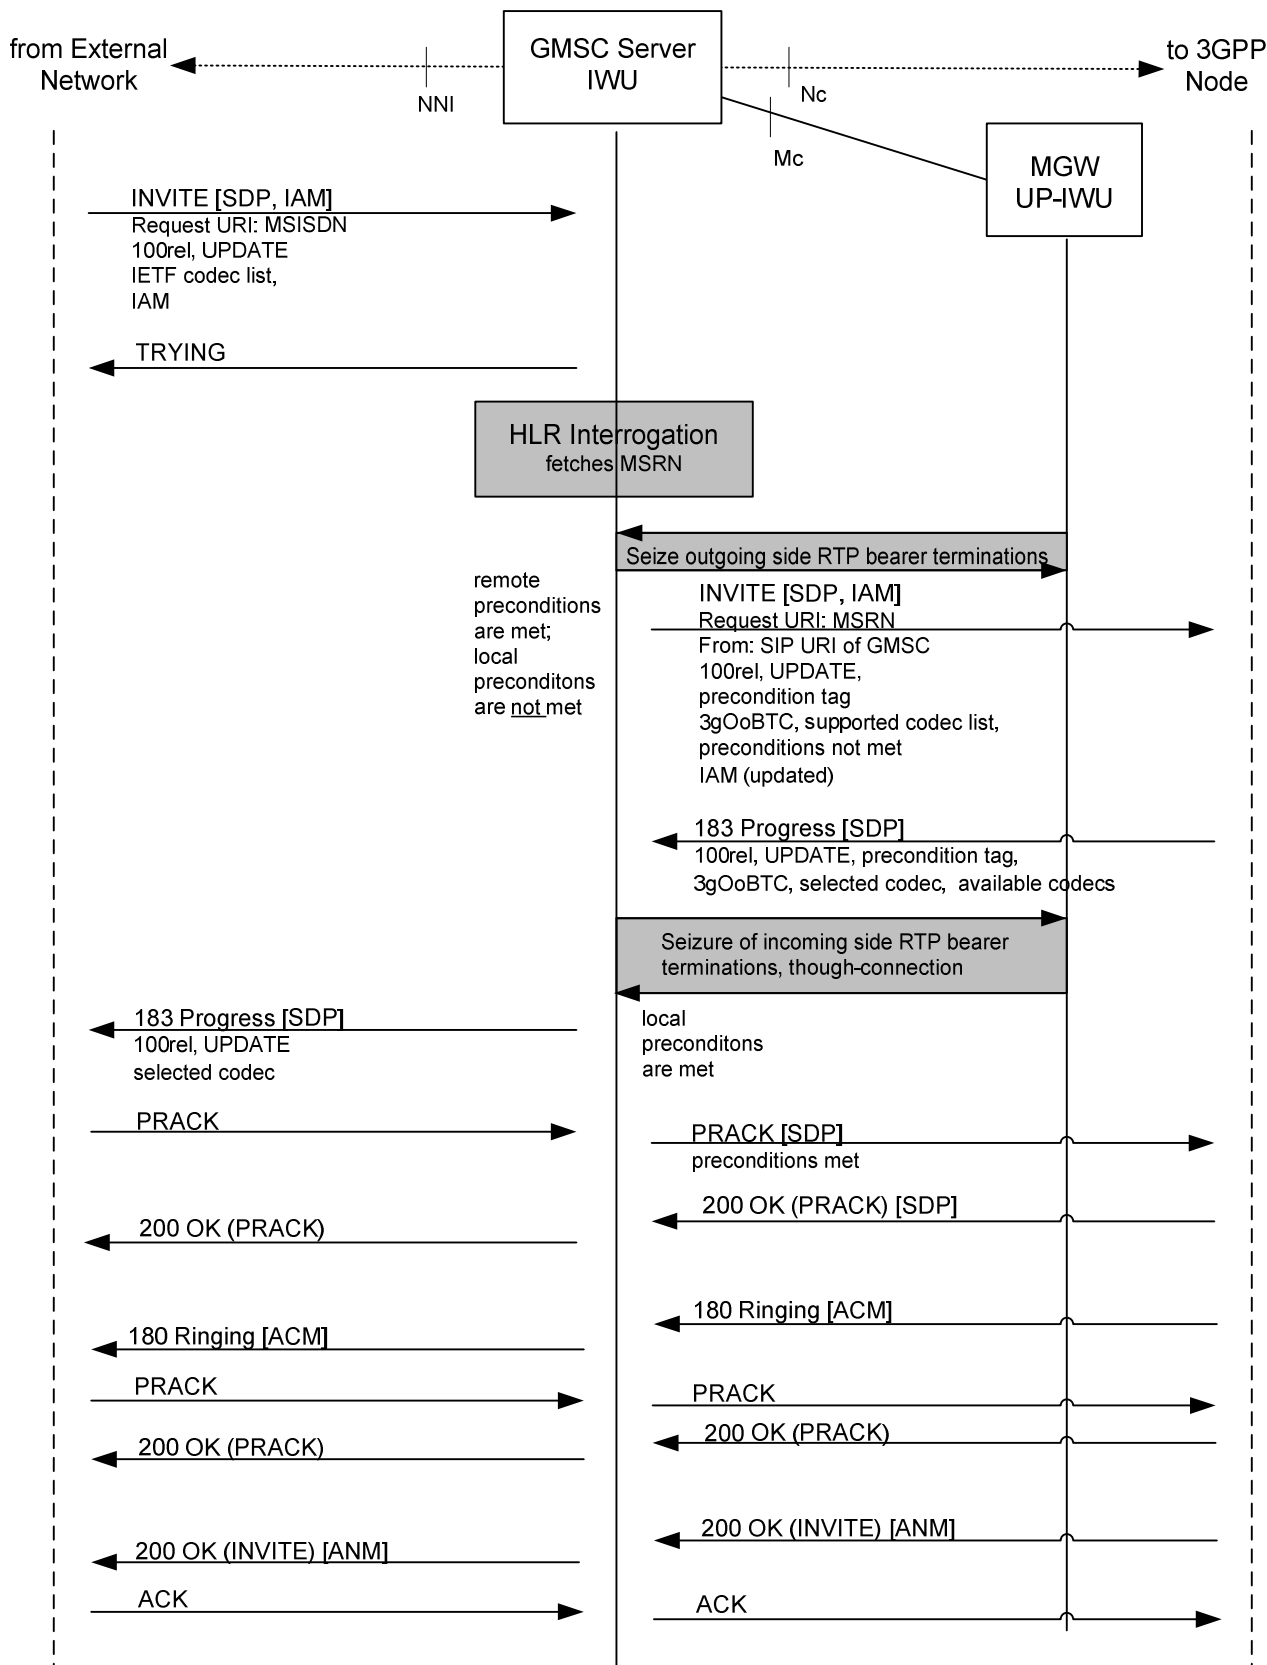 from External
Network
GMSC Server
IWU
to 3GPP
Node
NNI
Nc
Mc
MGW
UP-IWU
INVITE [SDP, IAM]
Request URI: MSISDN
100rel, UPDATE
IETF codec list,
IAM
TRYING
HLR Interrogation
fetches MSRN
Seize outgoing side RTP bearer terminations
remote
preconditions
are met;
local
preconditons
are not met
INVITE [SDP, IAM]
Request URI: MSRN
From: SIP URI of GMSC
100rel, UPDATE,
precondition tag
3gOoBTC, supported codec list,
preconditions not met
IAM (updated)
183 Progress [SDP]
100rel, UPDATE, precondition tag,
3gOoBTC, selected codec, available codecs
Seizure of incoming side RTP bearer
terminations, though-connection
183 Progress [SDP]
100rel, UPDATE
selected codec
local
preconditons
are met
PRACK
PRACK [SDP]
preconditions met
200 OK (PRACK) [SDP]
200 OK (PRACK)
180 Ringing [ACM]
180 Ringing [ACM]
PRACK
PRACK
200 OK (PRACK)
200 OK (PRACK)
200 OK (INVITE) [ANM]
200 OK (INVITE) [ANM]
ACK
ACK